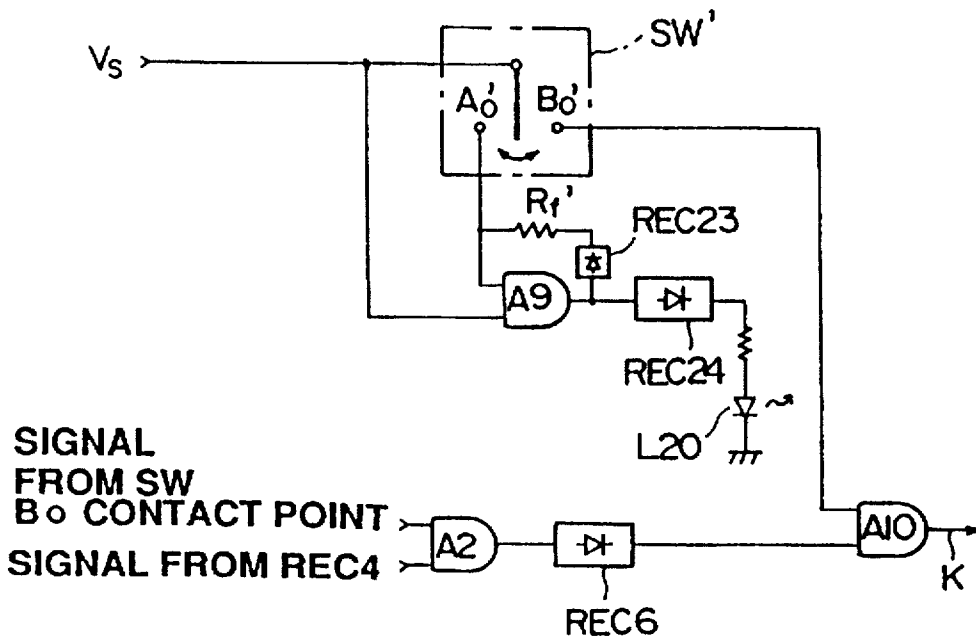 SW'
Vs
A0'
B0'
Rf'
REC23
A9
REC24
L20
SIGNAL
FROM SW
Bo CONTACT POINT
A2
A10
SIGNAL FROM REC4
K
REC6